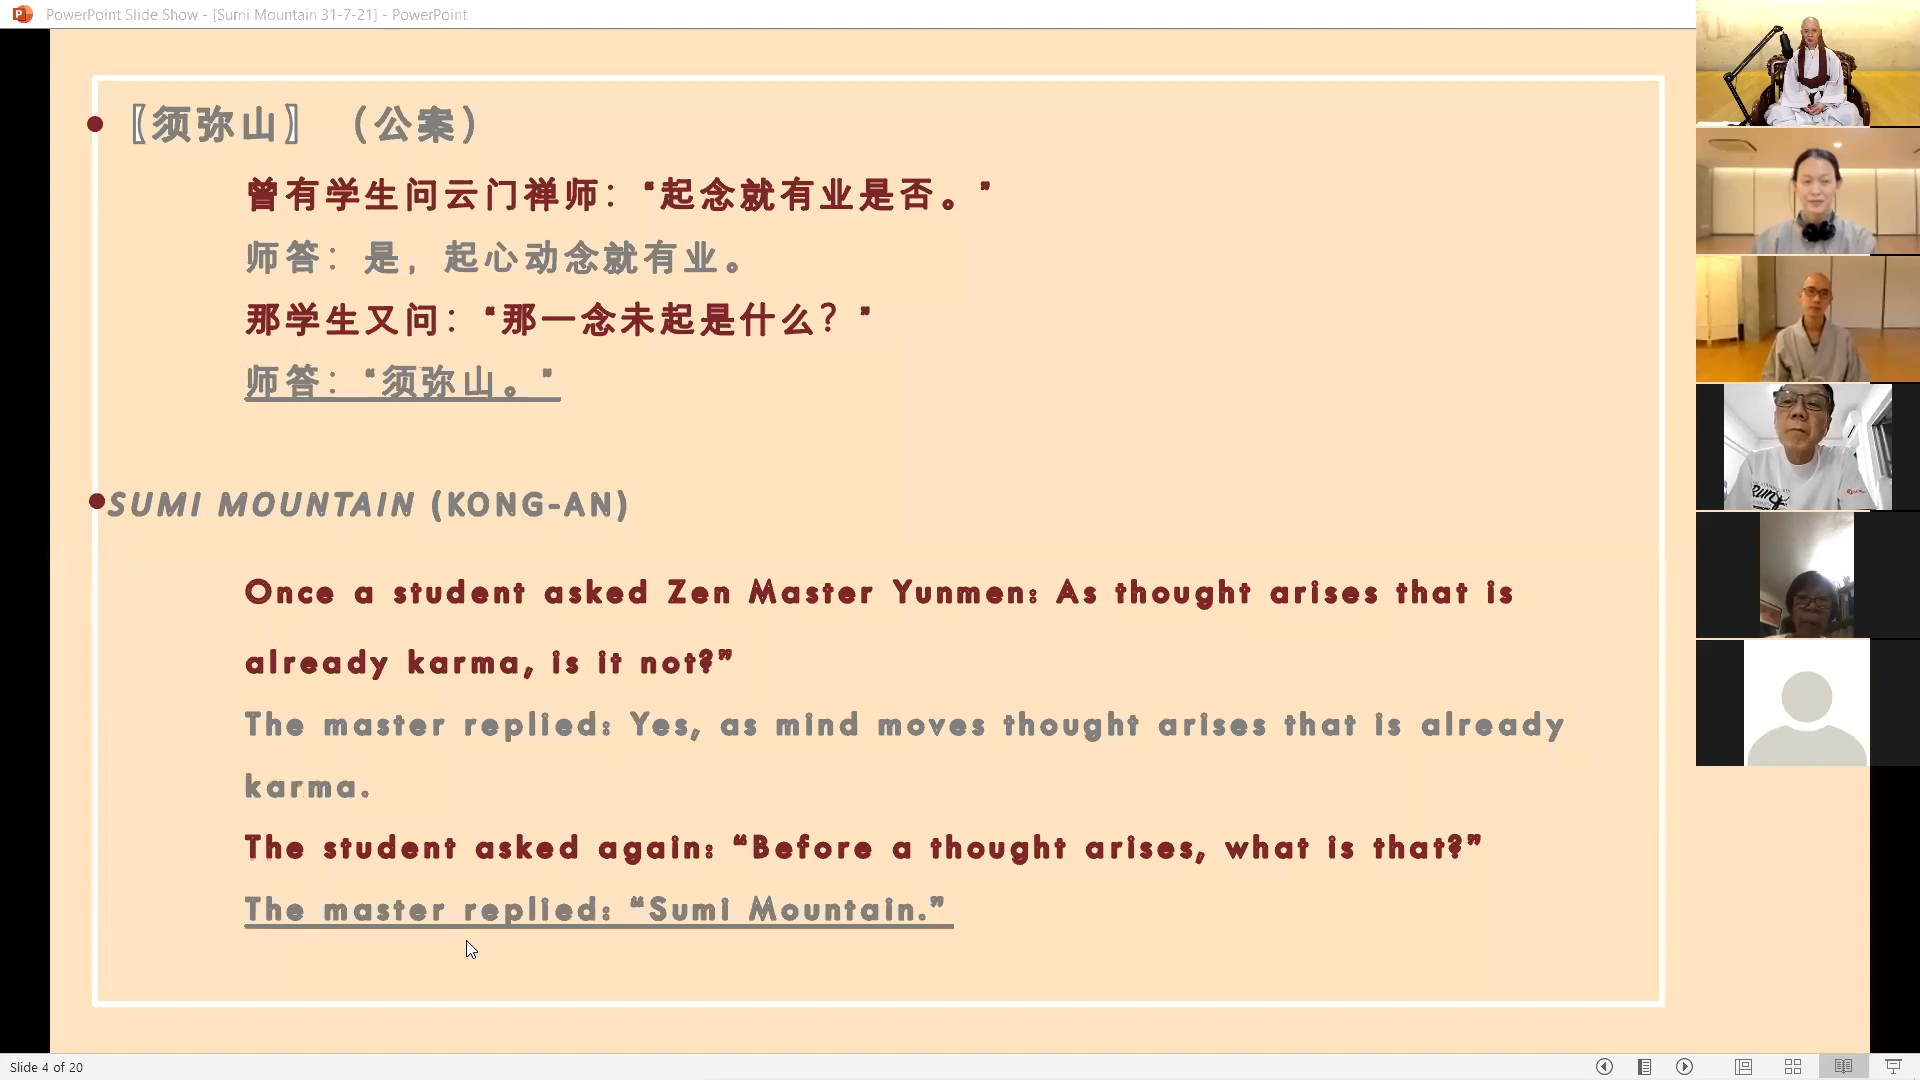 PowerPoint Slide Show - [Sumi Mountain 31-7-21] - PowerPoint
〖须弥山〗 （公案）
曾有学生问云门禅师：“起念就有业是否。”
师答：是，起心动念就有业。
那学生又问：“那一念未起是什么？”
师答：“须弥山。”
SUMI MOUNTAIN (KONG-AN)
Once a student asked Zen Master Yunmen: As thought arises that is
already karma, is it not?”
The master replied: Yes, as mind moves thought arises that is already
karma.
The student asked again: “Before a thought arises, what is that?”
The master replied: “Sumi Mountain.”
Slide 4 of 20